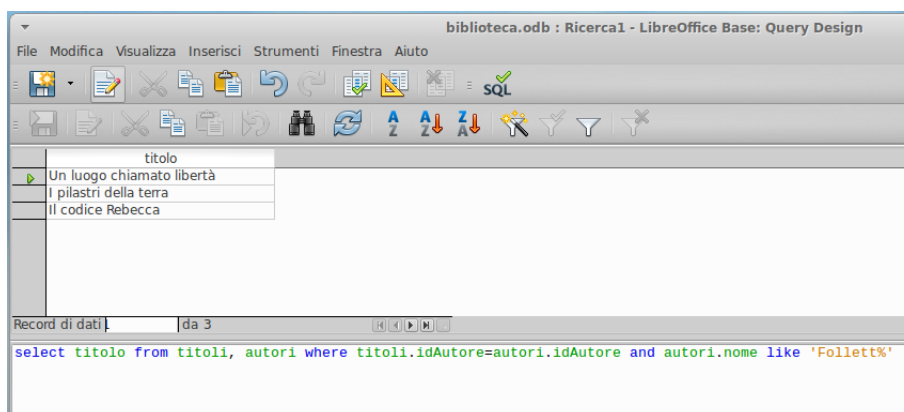 biblioteca.odb : Ricerca1 - LibreOffice Base: Query Design
File Modifica Visualizza Inserisci Strumenti Finestra Aiuto
SQL
A Z A Z Z A
titolo
Un luogo chiamato libertà
I pilastri della terra
Il codice Rebecca
Record di dati 1 da 3
select titolo from titoli, autori where titoli.idAutore=autori.idAutore and autori.nome like 'Follett%'